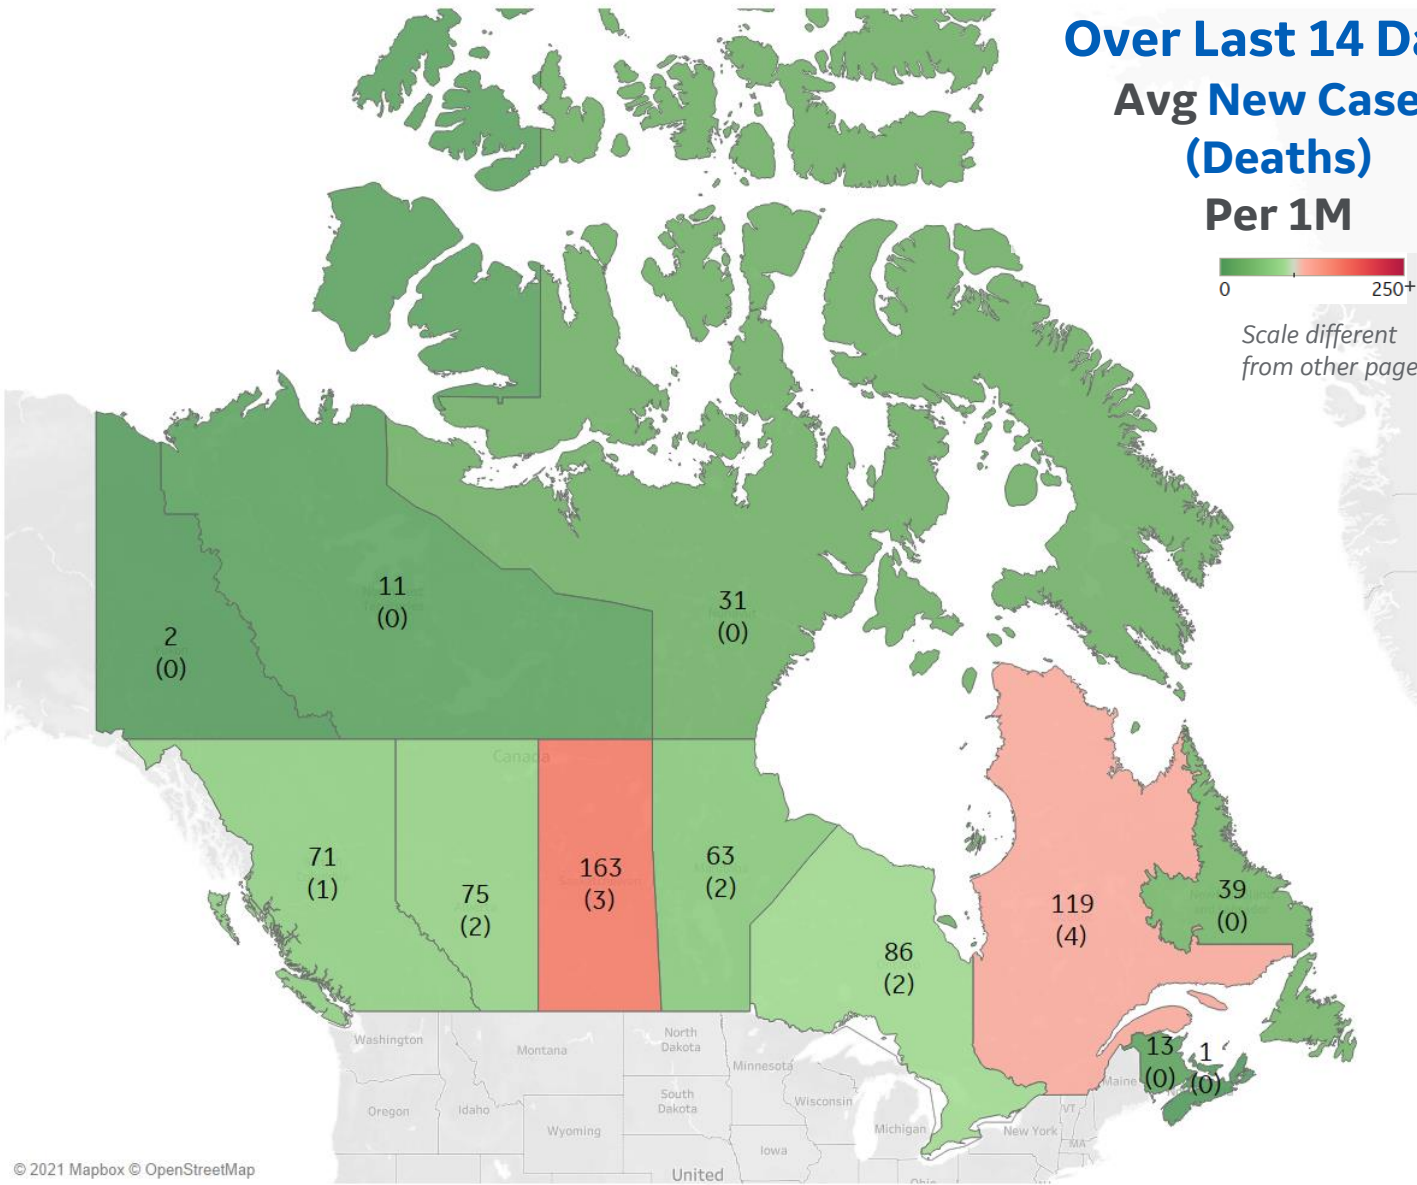 Over Last 14 Da
Avg New Case
(Deaths)
Per 1M
0
250+
Scale different
from other page
11
(0)
31
(0)
2
(0)
Canada
71
(1)
75
(2)
163
(3)
63
(2)
86
(2)
119
(4)
39
(0)
13
(0)
1
(0)
Washington
Montana
North
Dakota
Minnesota
Maine
Oregon
Idaho
South
Dakota
Wisconsin
Wyoming
Michigan
New York
VT
MA
Iowa
United
Ohio
© 2021 Mapbox © OpenStreetMap